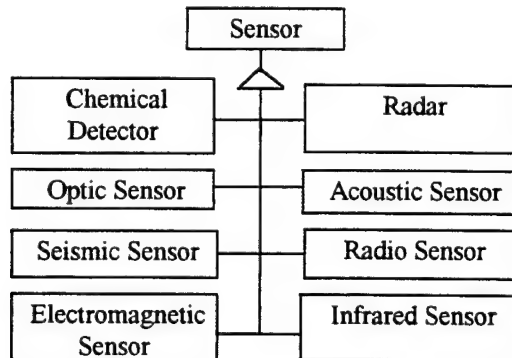 Sensor
Chemical
Detector
Radar
Optic Sensor
Acoustic Sensor
Seismic Sensor
Radio Sensor
Electromagnetic
Sensor
Infrared Sensor